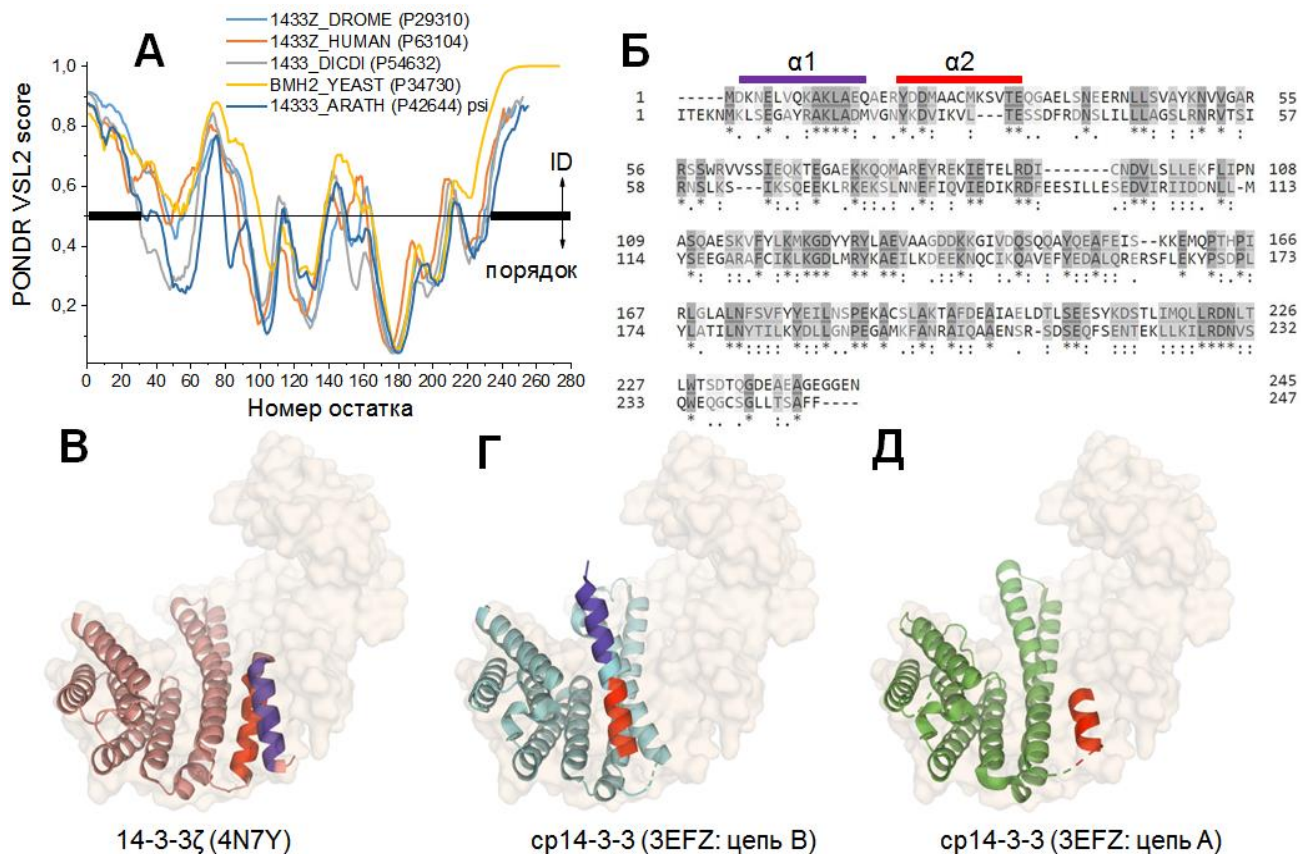 А
1433Z_DROME (P29310)
1433Z_HUMAN (P63104)
1433_DICDI (P54632)
BMH2_YEAST (P34730)
14333_ARATH (P42644) psi
PONDR VSL2 score
1,0
0,8
0,6
0,4
0,2
ID
порядок
0 20 40 60 80 100 120 140 160 180 200 220 240 260 280
Номер остатка
Б
α1 α2
1 -----MDKNELVQKAKLAEQAERYDDMAACMKSVTEQGAELSNEERNLLSVAYKNVVGAR 55
1 ITEKNMKLSEGAYRAKLADMVGNYKDVIKVL---TESSDFRDNSLILLLAGSLRNRVTSI 57
56 RSSWRVVSSIEQKTEGAEKKQQMAREYREKIETELRDI-------CNDVLSLLEKFLIPN 108
58 RNSLKS---IKSQEEKLRKEKSLNNEFIQVIEDIKRDFEESILLESEDVIRIIDDNLL-M 113
109 ASQAESKVFYLKMKGDYYRYLAEVAAGDDKKGIVDQSQQAYQEAFEIS--KKEMQPTHPI 166
114 YSEEGARAFCIKLKGDLMRYKAEILKDEEKNQCIKQAVEFYEDALQRERSFLEKYPSDPL 173
167 RLGLALNFSVFYYEILNSPEKACSLAKTAFDEAIAELDTLSEESYKDSTLIMQLLRDNLT 226
174 YLATILNYTILKYDLLGNPEGAMKFANRAIQAAENSR-SDSEQFSENTEKLLKILRDNVS 232
227 LWTSDTQGDEAEAGEGGEN 245
233 QWEQGCSGLLTSAFF---- 247
В
14-3-3ζ (4N7Y)
Г
cp14-3-3 (3EFZ: цепь B)
Д
cp14-3-3 (3EFZ: цепь A)